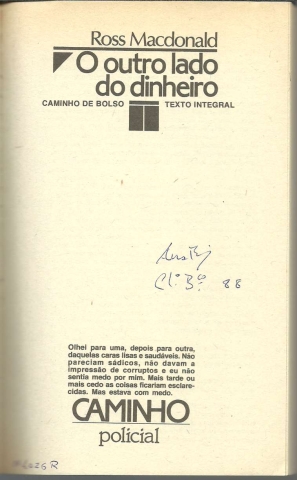 Ross Macdonald
O outro lado
do dinheiro
CAMINHO DE BOLSO TEXTO INTEGRAL
88
Olhei para uma, depois para outra,
daquelas caras lisas e saudáveis. Não
pareciam sádicos, não davam a
impressão de corruptos e eu não
sentia medo por mim. Mais tarde ou
mais cedo as coisas ficariam esclare-
cidas. Mas estava com medo.
CAMINHO
policial